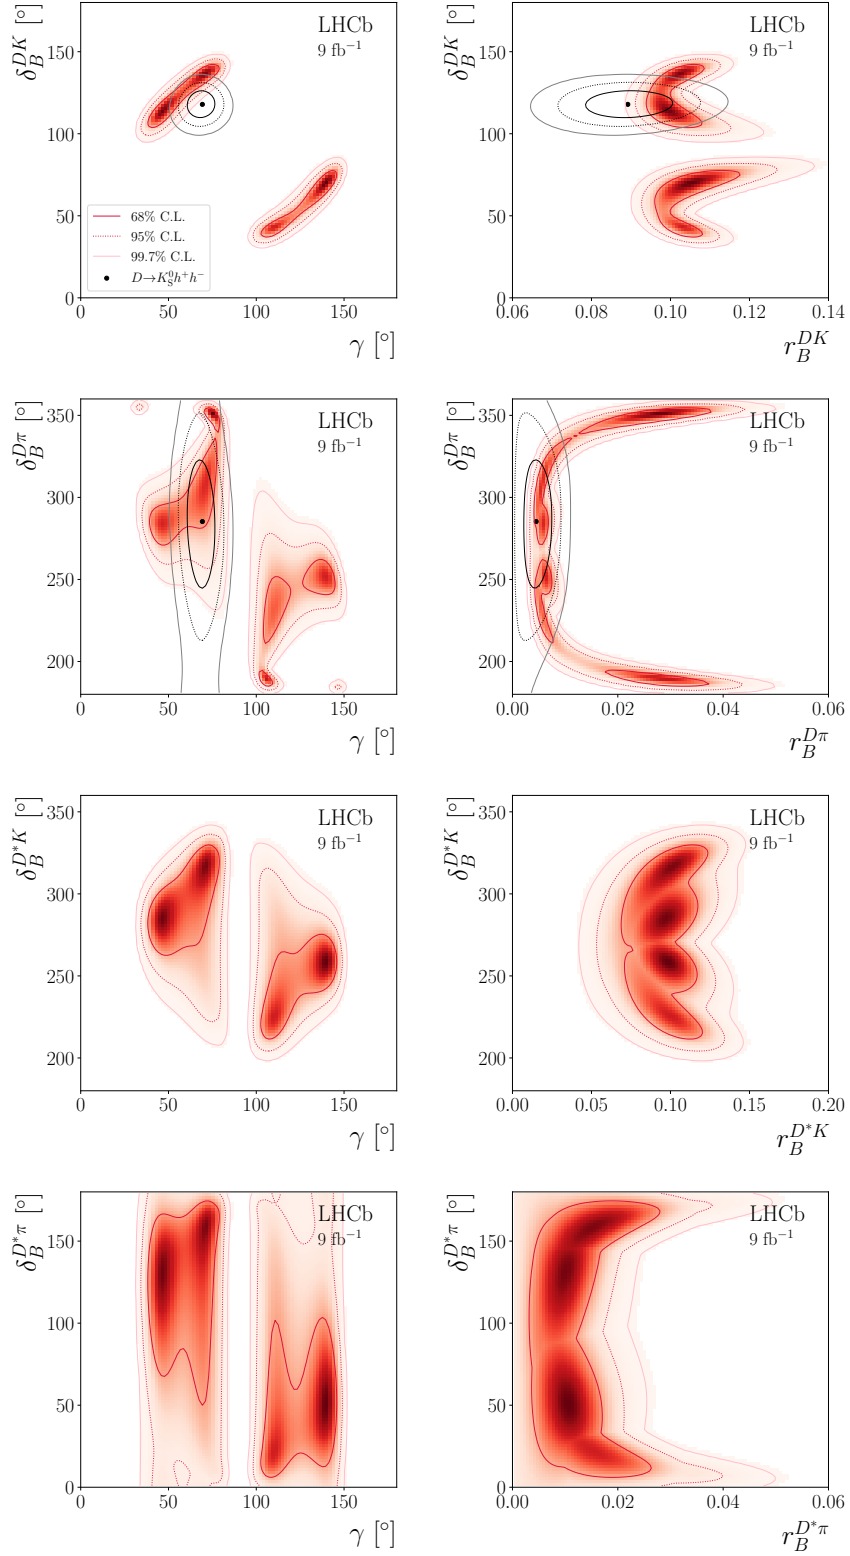 δ_B^{DK} [°]
LHCb
9 fb⁻¹
150
100
50
0
68% C.L.
95% C.L.
99.7% C.L.
D→K_S^0h⁺h⁻
0 50 100 150
γ [°]
δ_B^{DK} [°]
LHCb
9 fb⁻¹
150
100
50
0
0.06 0.08 0.10 0.12 0.14
r_B^{DK}
δ_B^{Dπ} [°]
LHCb
9 fb⁻¹
350
300
250
200
0 50 100 150
γ [°]
δ_B^{Dπ} [°]
LHCb
9 fb⁻¹
350
300
250
200
0.00 0.02 0.04 0.06
r_B^{Dπ}
δ_B^{D*K} [°]
LHCb
9 fb⁻¹
350
300
250
200
0 50 100 150
γ [°]
δ_B^{D*K} [°]
LHCb
9 fb⁻¹
350
300
250
200
0.00 0.05 0.10 0.15 0.20
r_B^{D*K}
δ_B^{D*π} [°]
LHCb
9 fb⁻¹
150
100
50
0
0 50 100 150
γ [°]
δ_B^{D*π} [°]
LHCb
9 fb⁻¹
150
100
50
0
0.00 0.02 0.04 0.06
r_B^{D*π}